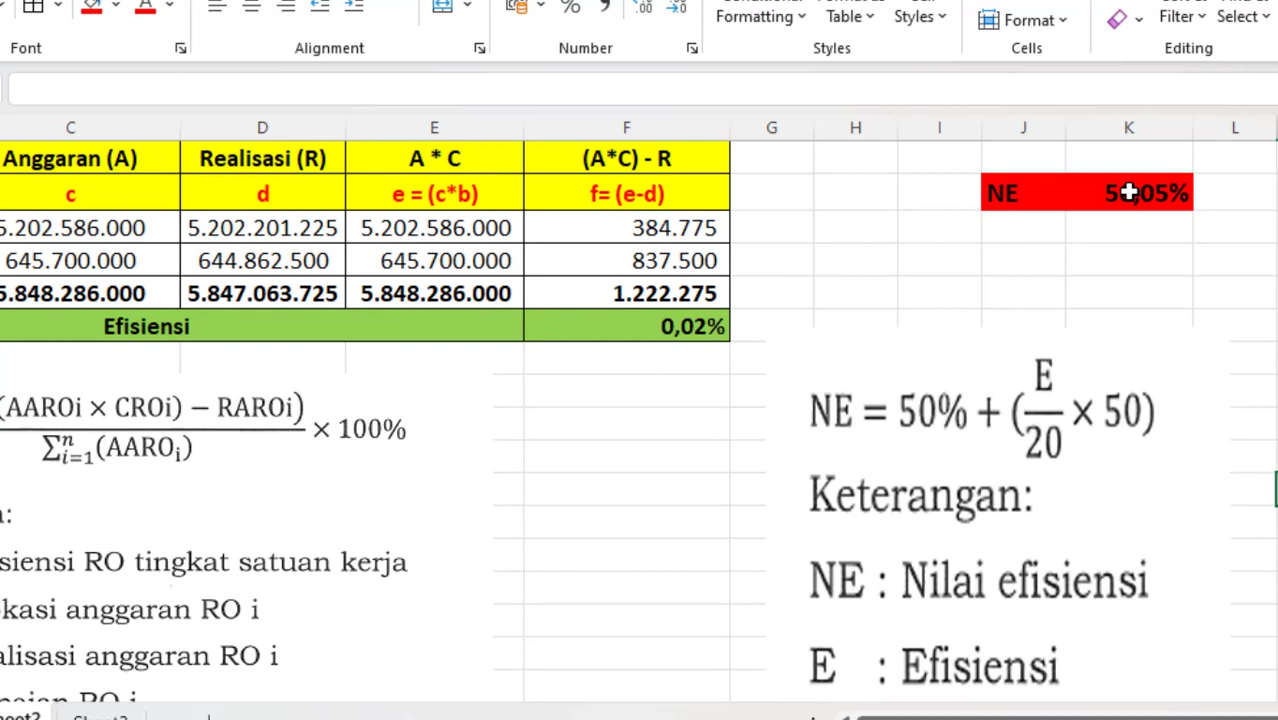 Formatting Table Styles Format Filter Select
Font Alignment Number Styles Cells Editing
C D E F G H I J K L
Anggaran (A) Realisasi (R) A * C (A*C) - R
c d e = (c*b) f= (e-d) NE
5.202.586.000 5.202.201.225 5.202.586.000 384.775
645.700.000 644.862.500 645.700.000 837.500
5.848.286.000 5.847.063.725 5.848.286.000 1.222.275
Efisiensi 0,02%
(AAROi × CROi) − RAROi)
× 100%
∑ⁿᵢ₌₁(AAROᵢ)
NE = 50% + (E/20 × 50)
Keterangan:
NE : Nilai efisiensi
E : Efisiensi
RO tingkat satuan kerja
anggaran RO i
anggaran RO i
RO i